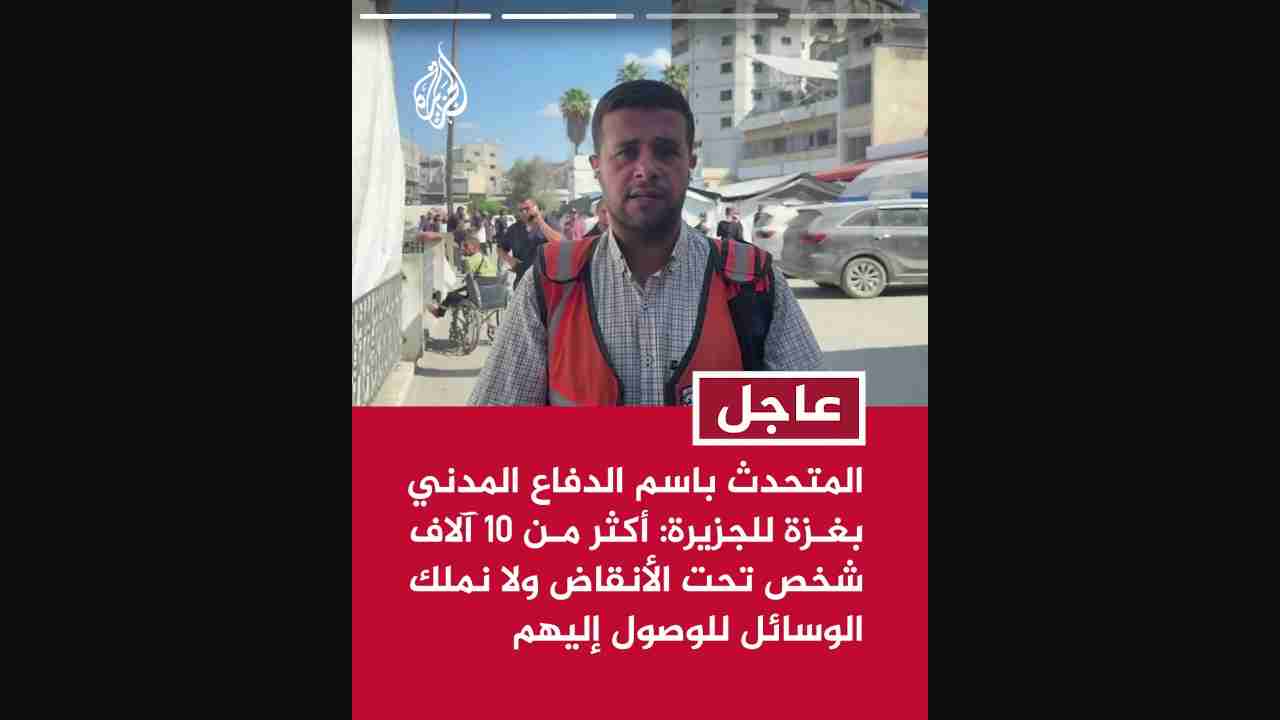 الجزيرة
عاجل
المتحدث باسم الدفاع المدني
بغزة للجزيرة: أكثر من 10 آلاف
شخص تحت الأنقاض ولا نملك
الوسائل للوصول إليهم